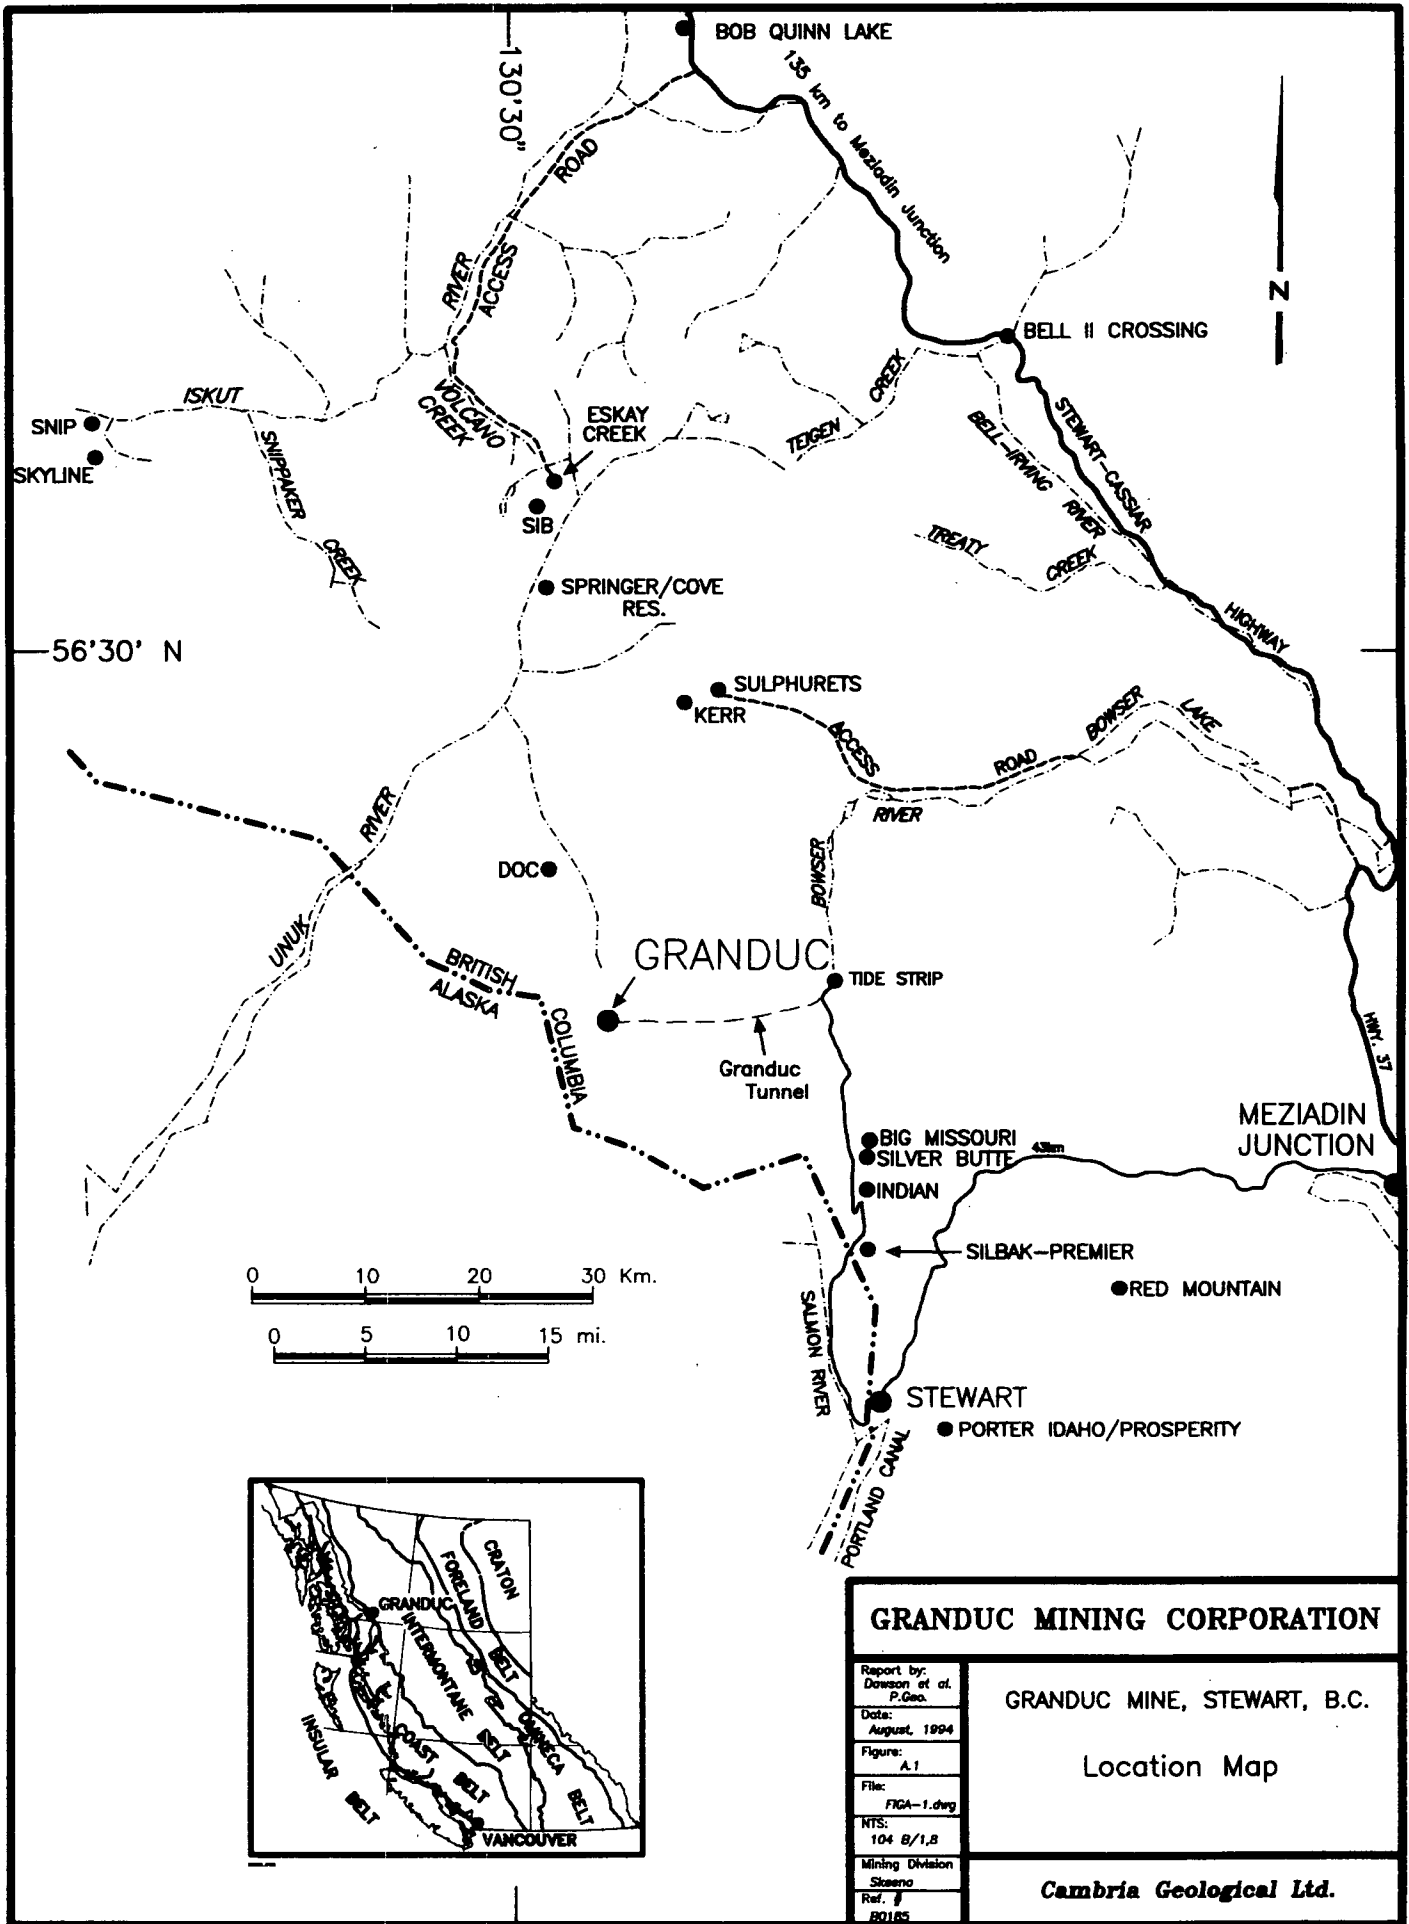 BOB QUINN LAKE
130'30"
135 km to Meziadin Junction
ROAD
ACCESS
RIVER
N
BELL II CROSSING
ISKUT
VOLCANO
CREEK
ESKAY
CREEK
TEIGEN
CREEK
STEWART-CASSIAR
HIGHWAY
BELL-IRVING
RIVER
SNIP
SKYLINE
SNIPPAKER
CREEK
SIB
TREATY
CREEK
SPRINGER/COVE
RES.
56'30' N
SULPHURETS
KERR
ACCESS
ROAD
BOWSER
LAKE
RIVER
BOWSER
RIVER
UNUK
DOC
GRANDUC
BRITISH
COLUMBIA
ALASKA
TIDE STRIP
Granduc
Tunnel
HWY. 37
MEZIADIN
JUNCTION
BIG MISSOURI
SILVER BUTTE
43km
INDIAN
SILBAK-PREMIER
RED MOUNTAIN
0 10 20 30 Km.
0 5 10 15 mi.
SALMON RIVER
STEWART
PORTER IDAHO/PROSPERITY
PORTLAND CANAL
CRATON
FORELAND
BELT
GRANDUC
INTERMONTANE
BELT
OMINECA
BELT
COAST
BELT
INSULAR
BELT
VANCOUVER
GRANDUC MINING CORPORATION
Report by:
Dawson et al.
P.Geo.
Date:
August, 1994
Figure:
A.1
File:
FIGA-1.dwg
NTS:
104 B/1,8
Mining Division
Skeena
Ref. #
B0185
GRANDUC MINE, STEWART, B.C.
Location Map
Cambria Geological Ltd.